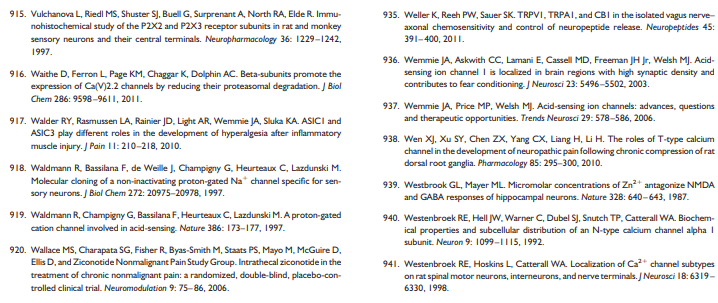 915. Vulchanova L, Riedl MS, Shuster SJ, Buell G, Surprenant A, North RA, Elde R. Immu-
nohistochemical study of the P2X2 and P2X3 receptor subunits in rat and monkey
sensory neurons and their central terminals. Neuropharmacology 36: 1229–1242,
1997.
916. Waithe D, Ferron L, Page KM, Chaggar K, Dolphin AC. Beta-subunits promote the
expression of Ca(V)2.2 channels by reducing their proteasomal degradation. J Biol
Chem 286: 9598–9611, 2011.
917. Walder RY, Rasmussen LA, Rainier JD, Light AR, Wemmie JA, Sluka KA. ASIC1 and
ASIC3 play different roles in the development of hyperalgesia after inflammatory
muscle injury. J Pain 11: 210–218, 2010.
918. Waldmann R, Bassilana F, de Weille J, Champigny G, Heurteaux C, Lazdunski M.
Molecular cloning of a non-inactivating proton-gated Na⁺ channel specific for sen-
sory neurons. J Biol Chem 272: 20975–20978, 1997.
919. Waldmann R, Champigny G, Bassilana F, Heurteaux C, Lazdunski M. A proton-gated
cation channel involved in acid-sensing. Nature 386: 173–177, 1997.
920. Wallace MS, Charapata SG, Fisher R, Byas-Smith M, Staats PS, Mayo M, McGuire D,
Ellis D, and Ziconotide Nonmalignant Pain Study Group. Intrathecal ziconotide in the
treatment of chronic nonmalignant pain: a randomized, double-blind, placebo-con-
trolled clinical trial. Neuromodulation 9: 75–86, 2006.
935. Weller K, Reeh PW, Sauer SK. TRPV1, TRPA1, and CB1 in the isolated vagus nerve–
axonal chemosensitivity and control of neuropeptide release. Neuropeptides 45:
391–400, 2011.
936. Wemmie JA, Askwith CC, Lamani E, Cassell MD, Freeman JH Jr, Welsh MJ. Acid-
sensing ion channel 1 is localized in brain regions with high synaptic density and
contributes to fear conditioning. J Neurosci 23: 5496–5502, 2003.
937. Wemmie JA, Price MP, Welsh MJ. Acid-sensing ion channels: advances, questions
and therapeutic opportunities. Trends Neurosci 29: 578–586, 2006.
938. Wen XJ, Xu SY, Chen ZX, Yang CX, Liang H, Li H. The roles of T-type calcium
channel in the development of neuropathic pain following chronic compression of rat
dorsal root ganglia. Pharmacology 85: 295–300, 2010.
939. Westbrook GL, Mayer ML. Micromolar concentrations of Zn²⁺ antagonize NMDA
and GABA responses of hippocampal neurons. Nature 328: 640–643, 1987.
940. Westenbroek RE, Hell JW, Warner C, Dubel SJ, Snutch TP, Catterall WA. Biochem-
ical properties and subcellular distribution of an N-type calcium channel alpha 1
subunit. Neuron 9: 1099–1115, 1992.
941. Westenbroek RE, Hoskins L, Catterall WA. Localization of Ca²⁺ channel subtypes
on rat spinal motor neurons, interneurons, and nerve terminals. J Neurosci 18: 6319–
6330, 1998.